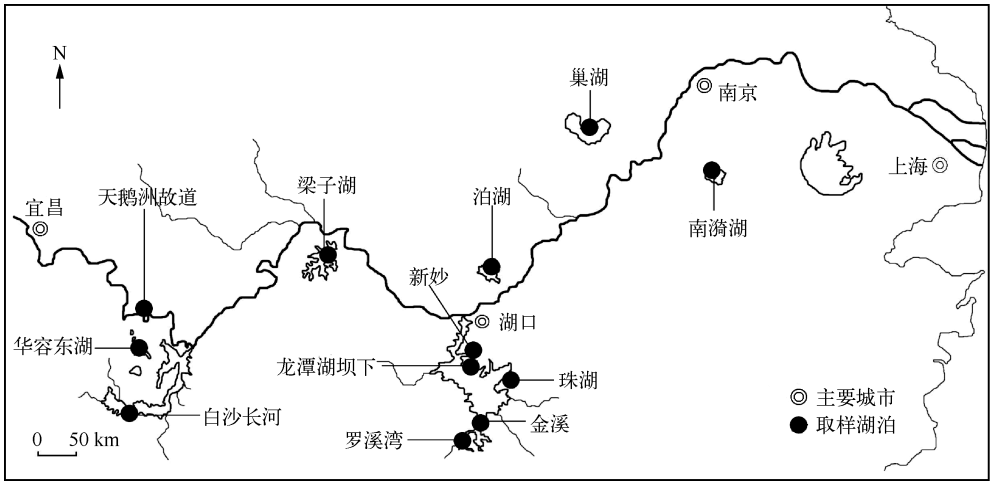 N
巢湖
南京
上海
天鹅洲故道
梁子湖
泊湖
宜昌
南漪湖
新妙
湖口
华容东湖
龙潭湖坝下
珠湖
主要城市
白沙长河
金溪
取样湖泊
罗溪湾
0 50 km